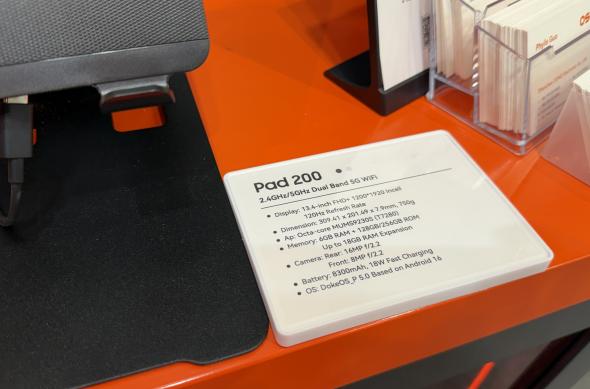 Phylis Guo
Pad 200
2.4GHz/5GHz Dual Band 5G WiFi
• Display: 13.4-inch FHD+ 1200*1920 Incell
120Hz Refresh Rate
• Dimension: 309.41 x 201.49 x 7.9mm, 750g
• Ap: Octa-core MUMS9230S (T7280)
• Memory: 6GB RAM + 128GB/256GB ROM
Up to 18GB RAM Expansion
• Camera: Rear: 16MP f/2.2
Front: 8MP f/2.2
• Battery: 8300mAh, 18W Fast Charging
• OS: DokeOS_P 5.0 Based on Android 16